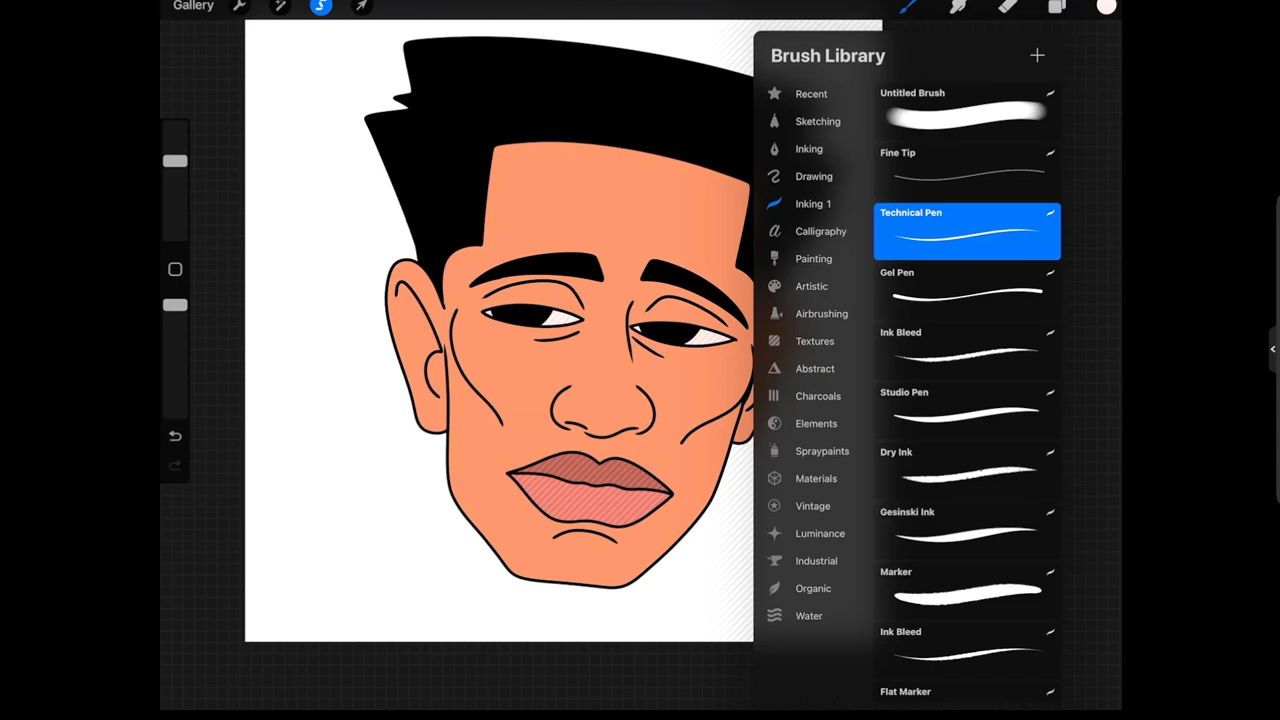 Gallery
Brush Library
Recent
Sketching
Inking
Drawing
Inking 1
Calligraphy
Painting
Artistic
Airbrushing
Textures
Abstract
Charcoals
Elements
Spraypaints
Materials
Vintage
Luminance
Industrial
Organic
Water
Untitled Brush
Fine Tip
Technical Pen
Gel Pen
Ink Bleed
Studio Pen
Dry Ink
Gesinski Ink
Marker
Ink Bleed
Flat Marker